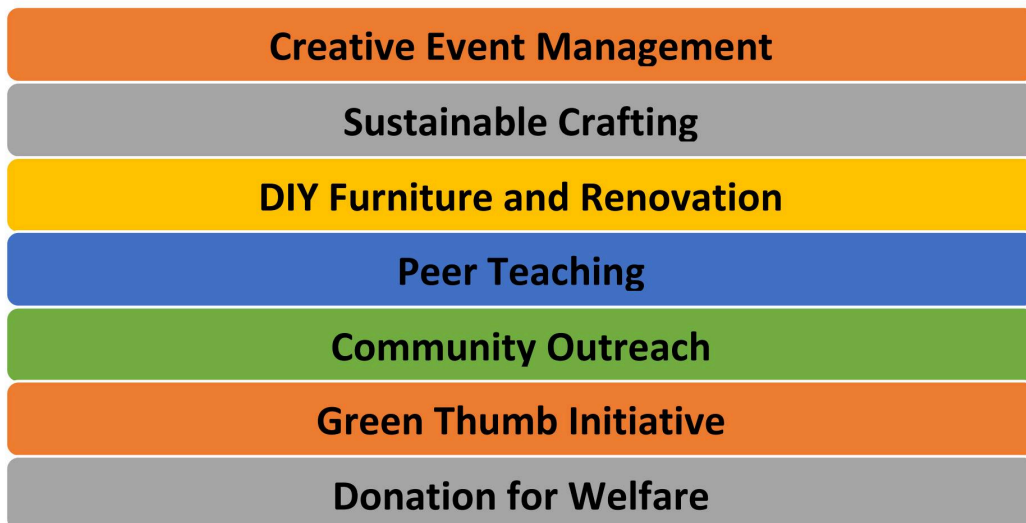 Creative Event Management
Sustainable Crafting
DIY Furniture and Renovation
Peer Teaching
Community Outreach
Green Thumb Initiative
Donation for Welfare